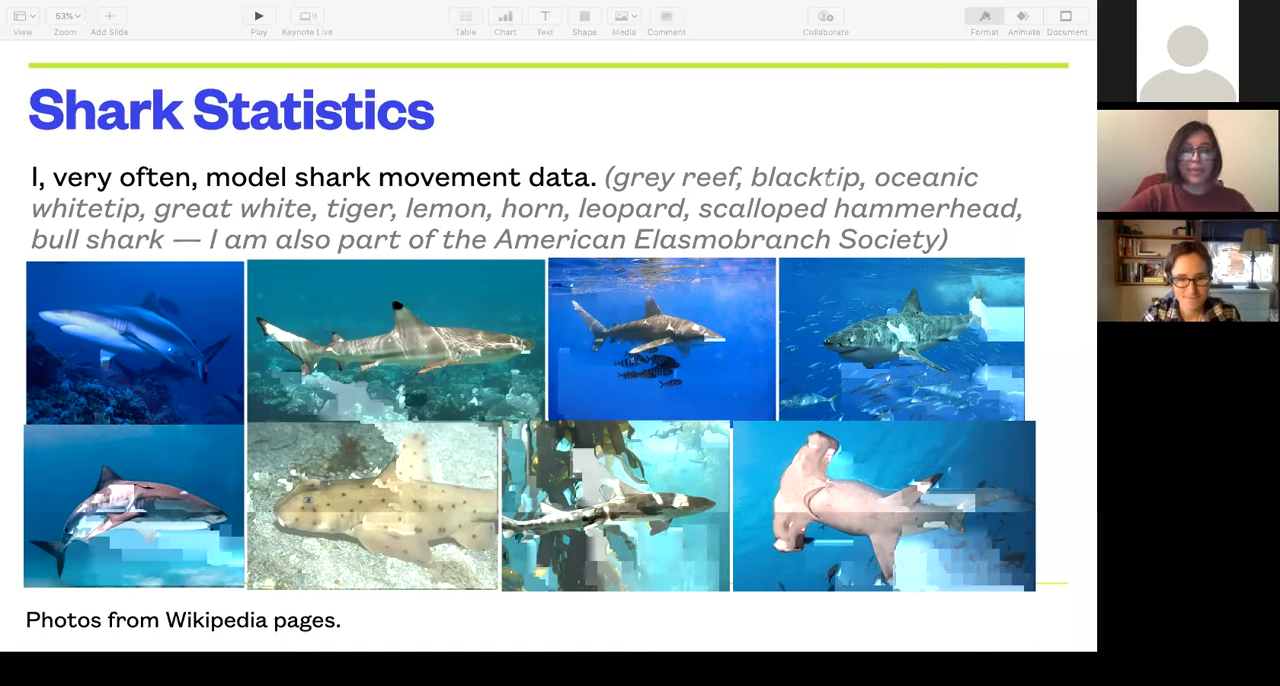 View
53%
Zoom
Add Slide
Play
Keynote Live
Table
Chart
Text
Shape
Media
Comment
Collaborate
Format
Animate
Document
Shark Statistics
I, very often, model shark movement data. (grey reef, blacktip, oceanic
whitetip, great white, tiger, lemon, horn, leopard, scalloped hammerhead,
bull shark — I am also part of the American Elasmobranch Society)
Photos from Wikipedia pages.